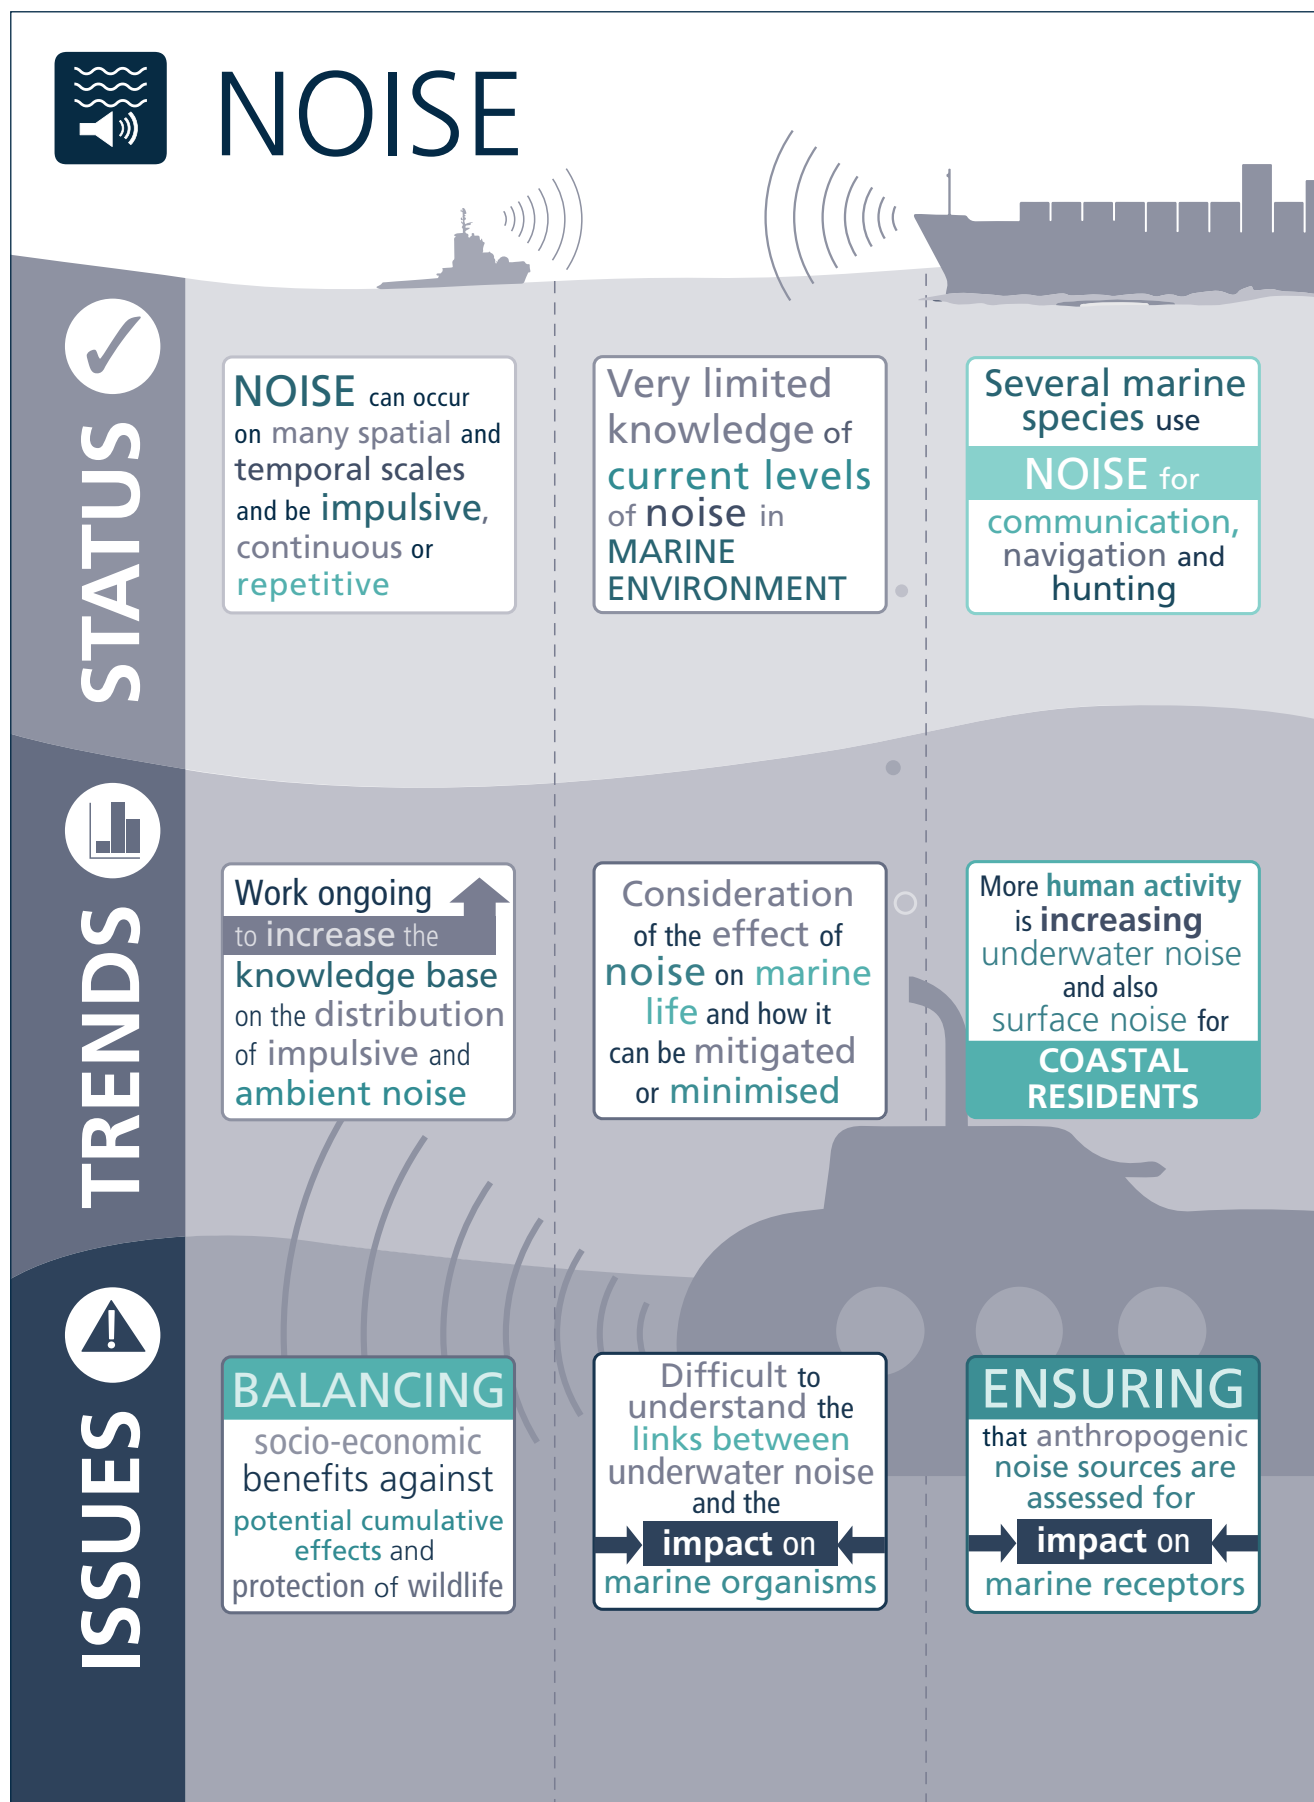 NOISE
STATUS
NOISE can occur
on many spatial and
temporal scales
and be impulsive,
continuous or
repetitive
Very limited
knowledge of
current levels
of noise in
MARINE
ENVIRONMENT
Several marine
species use
NOISE for
communication,
navigation and
hunting
TRENDS
Work ongoing
to increase the
knowledge base
on the distribution
of impulsive and
ambient noise
Consideration
of the effect of
noise on marine
life and how it
can be mitigated
or minimised
More human activity
is increasing
underwater noise
and also
surface noise for
COASTAL
RESIDENTS
ISSUES
BALANCING
socio-economic
benefits against
potential cumulative
effects and
protection of wildlife
Difficult to
understand the
links between
underwater noise
and the
impact on
marine organisms
ENSURING
that anthropogenic
noise sources are
assessed for
impact on
marine receptors